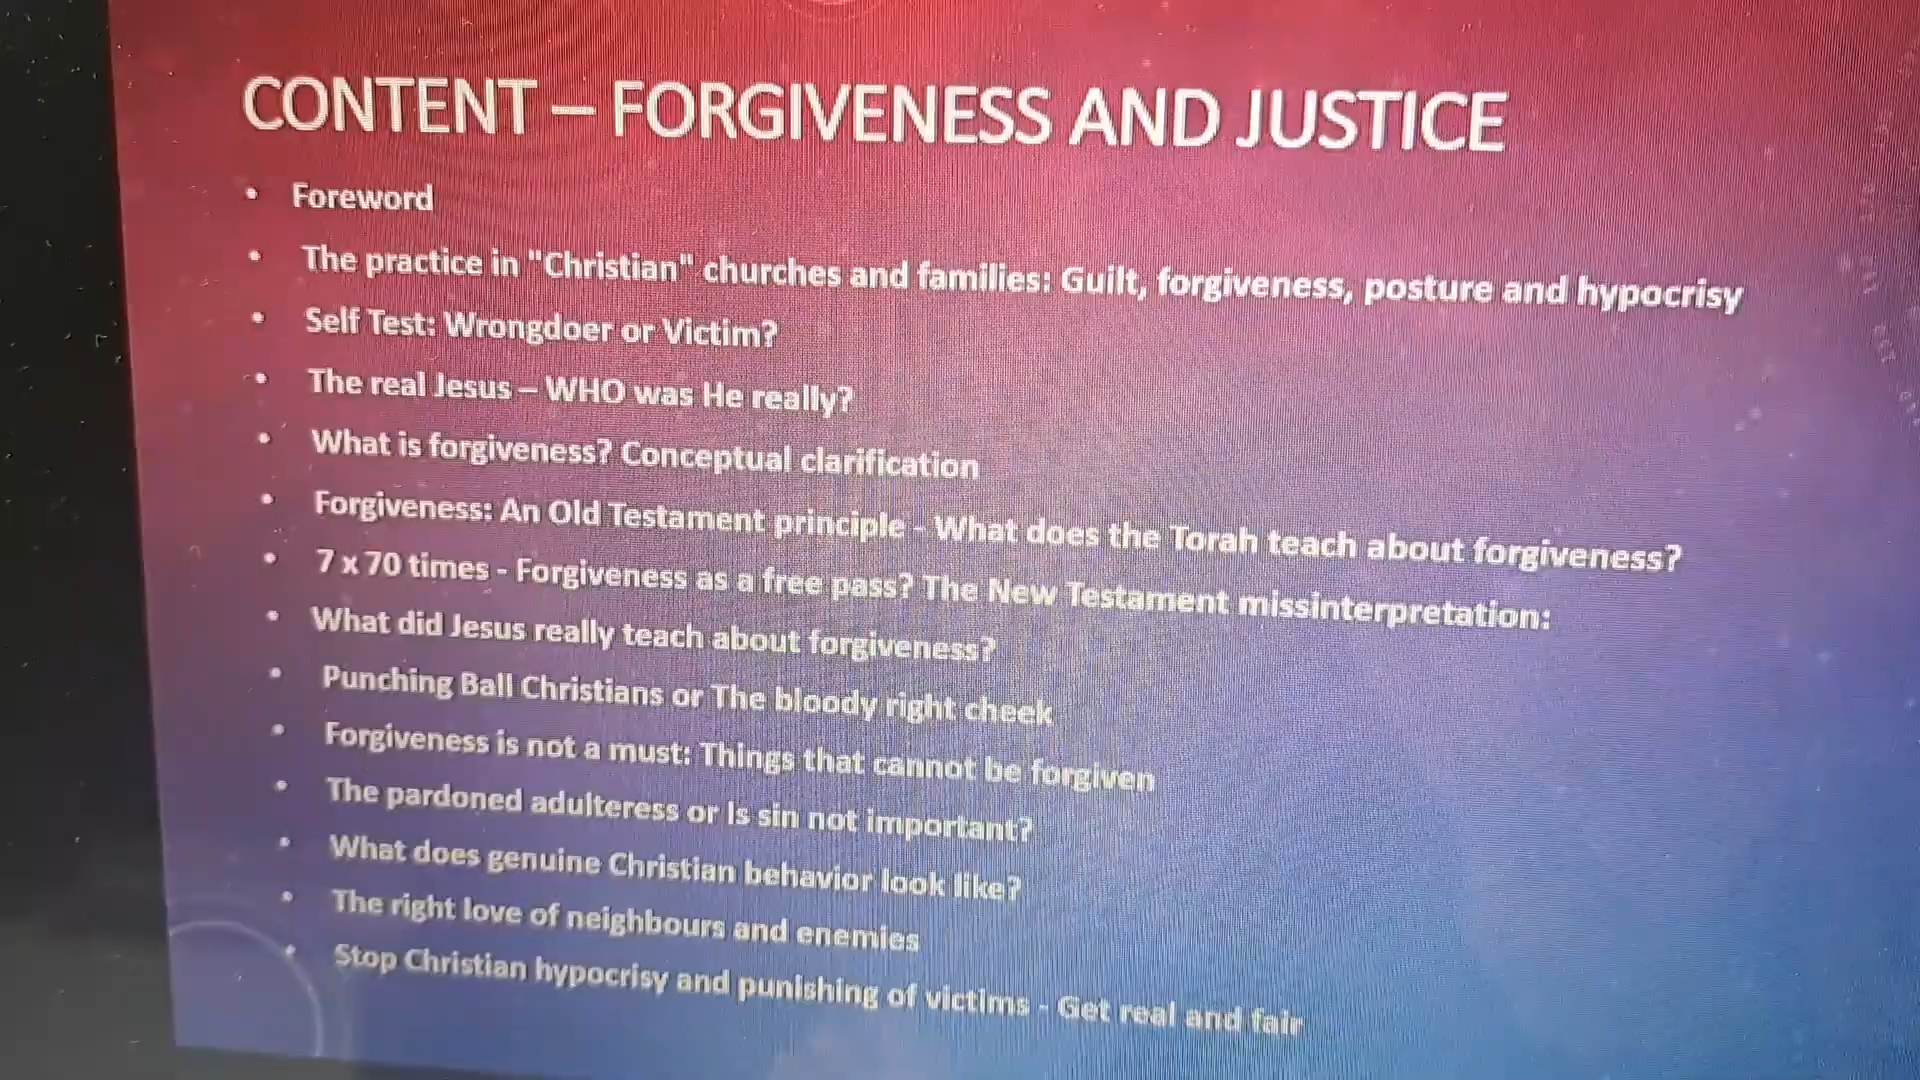 CONTENT – FORGIVENESS AND JUSTICE
• Foreword
• The practice in "Christian" churches and families: Guilt, forgiveness, posture and hypocrisy
• Self Test: Wrongdoer or Victim?
• The real Jesus – WHO was He really?
• What is forgiveness? Conceptual clarification
• Forgiveness: An Old Testament principle - What does the Torah teach about forgiveness?
• 7 x 70 times - Forgiveness as a free pass? The New Testament missinterpretation:
• What did Jesus really teach about forgiveness?
• Punching Ball Christians or The bloody right cheek
• Forgiveness is not a must: Things that cannot be forgiven
• The pardoned adulteress or Is sin not important?
• What does genuine Christian behavior look like?
• The right love of neighbours and enemies
• Stop Christian hypocrisy and punishing of victims - Get real and fair